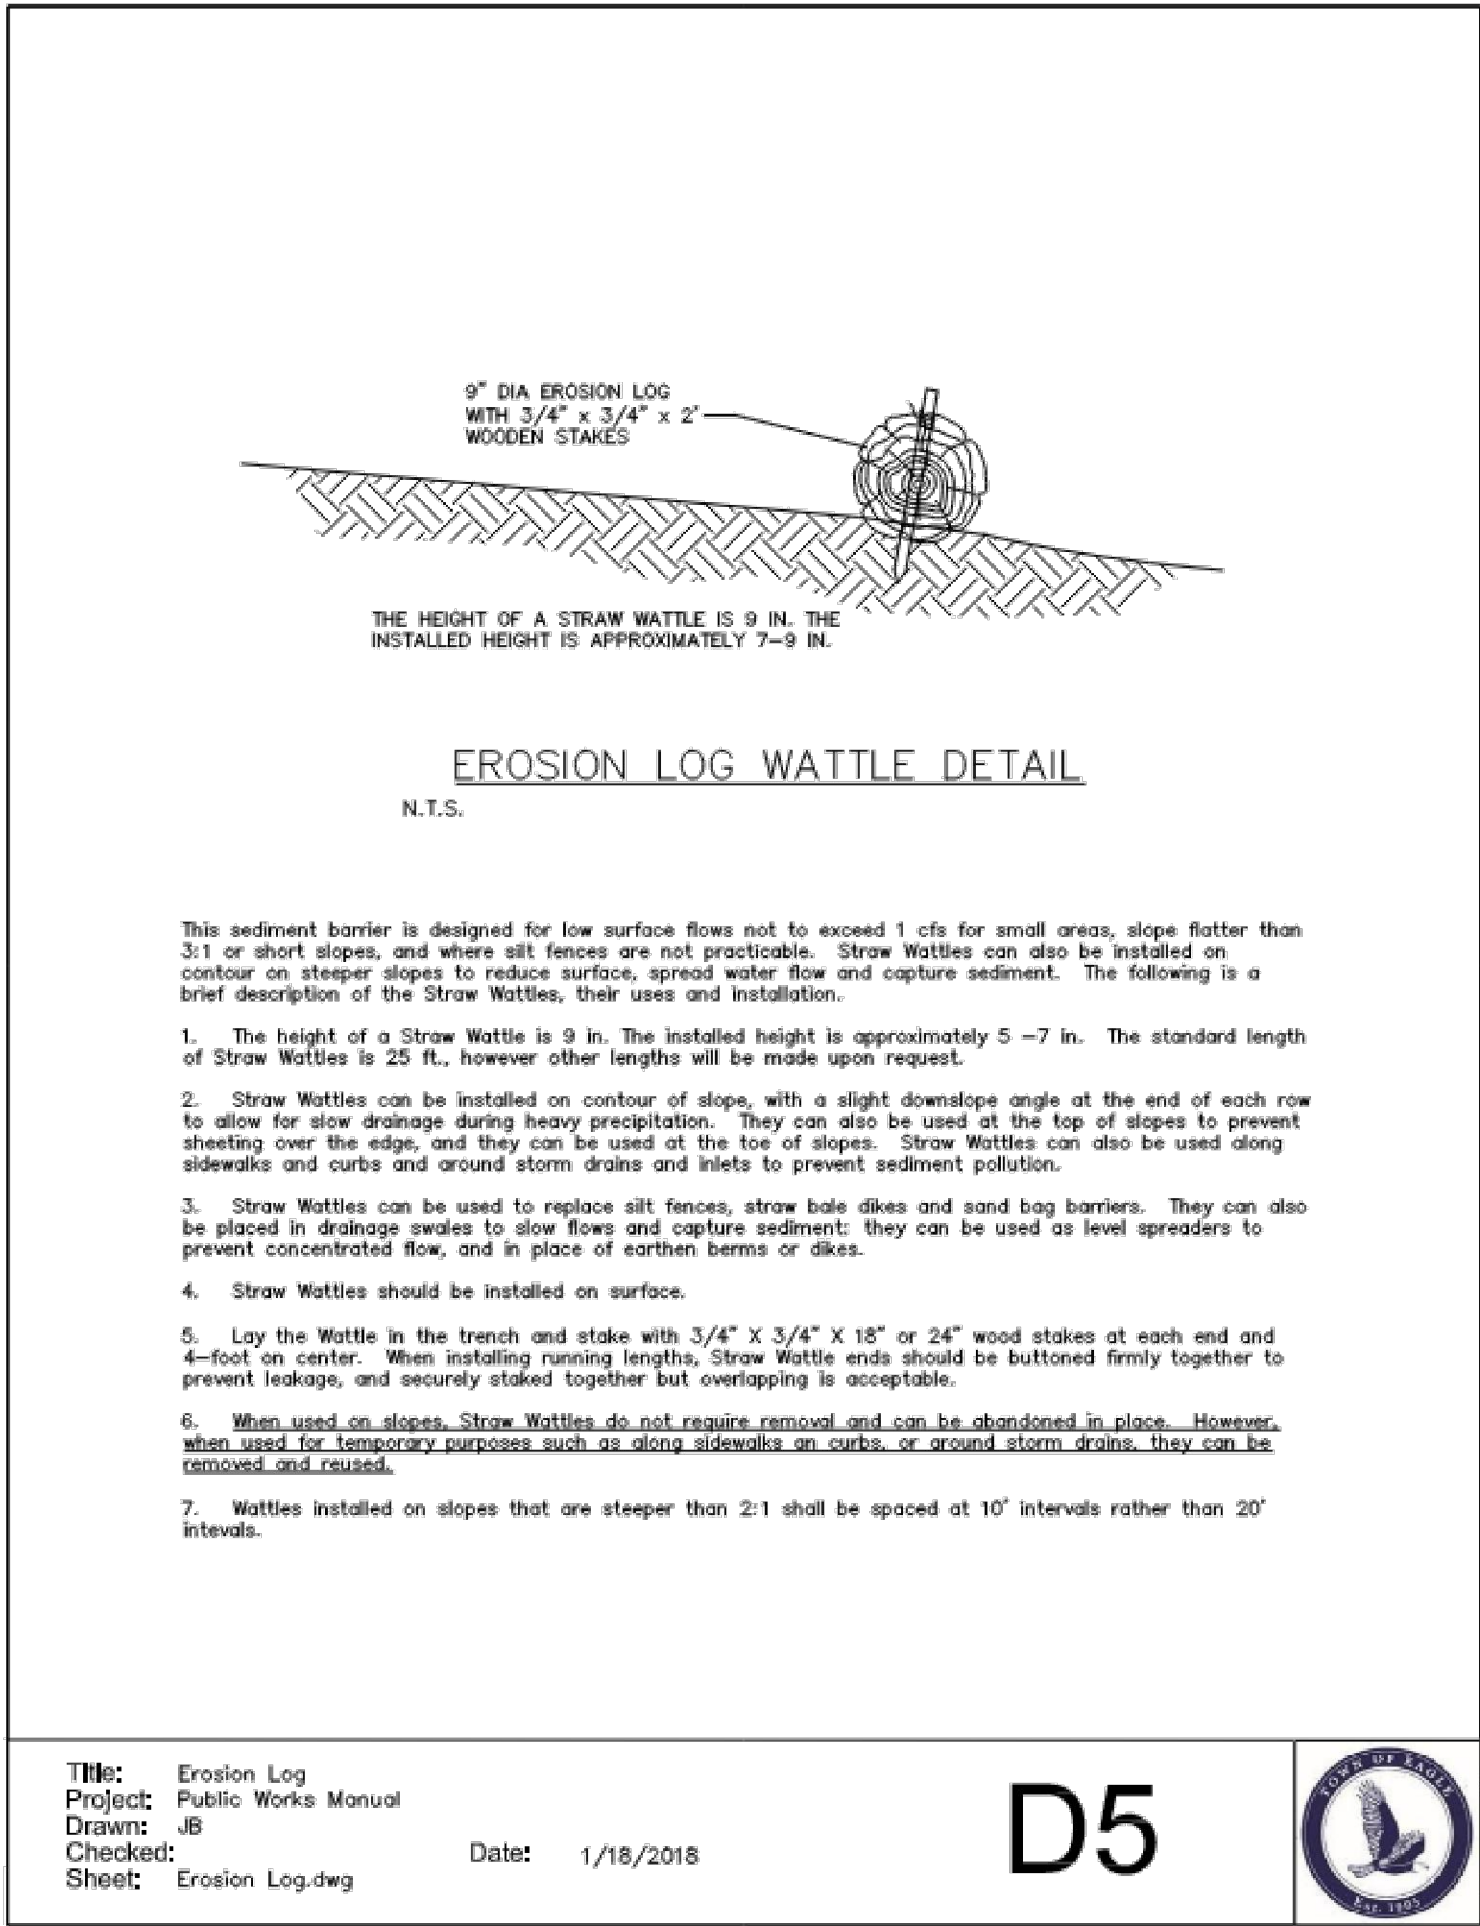 9" DIA EROSION LOG
WITH 3/4" x 3/4" x 2'
WOODEN STAKES
THE HEIGHT OF A STRAW WATTLE IS 9 IN. THE
INSTALLED HEIGHT IS APPROXIMATELY 7-9 IN.
EROSION LOG WATTLE DETAIL
N.T.S.
This sediment barrier is designed for low surface flows not to exceed 1 cfs for small areas, slope flatter than
3:1 or short slopes, and where silt fences are not practicable. Straw Wattles can also be installed on
contour on steeper slopes to reduce surface, spread water flow and capture sediment. The following is a
brief description of the Straw Wattles, their uses and installation.
1. The height of a Straw Wattle is 9 in. The installed height is approximately 5 -7 in. The standard length
of Straw Wattles is 25 ft., however other lengths will be made upon request.
2. Straw Wattles can be installed on contour of slope, with a slight downslope angle at the end of each row
to allow for slow drainage during heavy precipitation. They can also be used at the top of slopes to prevent
sheeting over the edge, and they can be used at the toe of slopes. Straw Wattles can also be used along
sidewalks and curbs and around storm drains and inlets to prevent sediment pollution.
3. Straw Wattles can be used to replace silt fences, straw bale dikes and sand bag barriers. They can also
be placed in drainage swales to slow flows and capture sediment: they can be used as level spreaders to
prevent concentrated flow, and in place of earthen berms or dikes.
4. Straw Wattles should be installed on surface.
5. Lay the Wattle in the trench and stake with 3/4" X 3/4" X 18" or 24" wood stakes at each end and
4-foot on center. When installing running lengths, Straw Wattle ends should be buttoned firmly together to
prevent leakage, and securely staked together but overlapping is acceptable.
6. When used on slopes, Straw Wattles do not require removal and can be abandoned in place. However,
when used for temporary purposes such as along sidewalks an curbs, or around storm drains, they can be
removed and reused.
7. Wattles installed on slopes that are steeper than 2:1 shall be spaced at 10' intervals rather than 20'
intevals.
Title: Erosion Log
Project: Public Works Manual
Drawn: JB
Checked:
Date: 1/18/2018
Sheet: Erosion Log.dwg
D5
TOWN OF EAGLE
Est. 1905